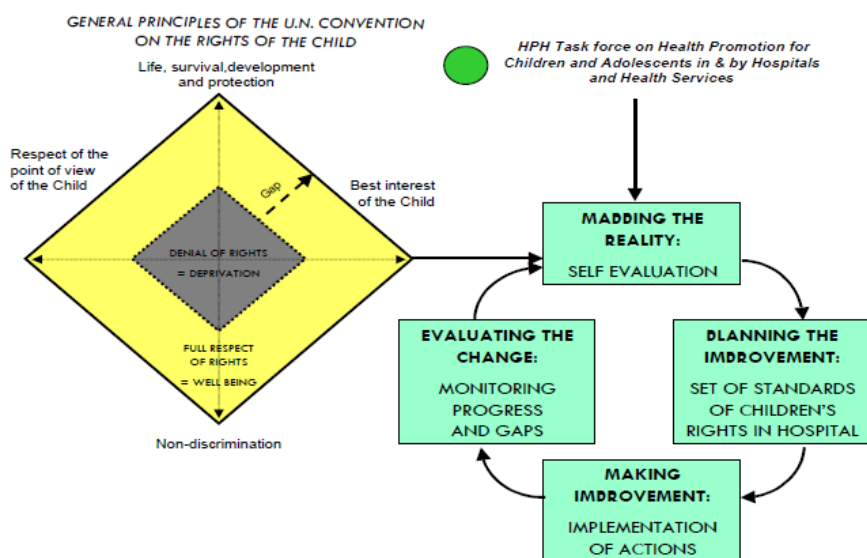 GENERAL PRINCIPLES OF THE U.N. CONVENTION
ON THE RIGHTS OF THE CHILD
Life, survival,development
and protection
Respect of the
point of view
of the Child
Gap
Best interest
of the Child
DENIAL OF RIGHTS
= DEPRIVATION
FULL RESPECT
OF RIGHTS
= WELL BEING
Non-discrimination
HPH Task force on Health Promotion for
Children and Adolescents in & by Hospitals
and Health Services
MADDING THE
REALITY:
SELF EVALUATION
EVALUATING THE
CHANGE:
MONITORING
PROGRESS
AND GAPS
DLANNING THE
IMDROVEMENT:
SET OF STANDARDS
OF CHILDREN'S
RIGHTS IN HOSPITAL
MAKING
IMDROVEMENT:
IMPLEMENTATION
OF ACTIONS